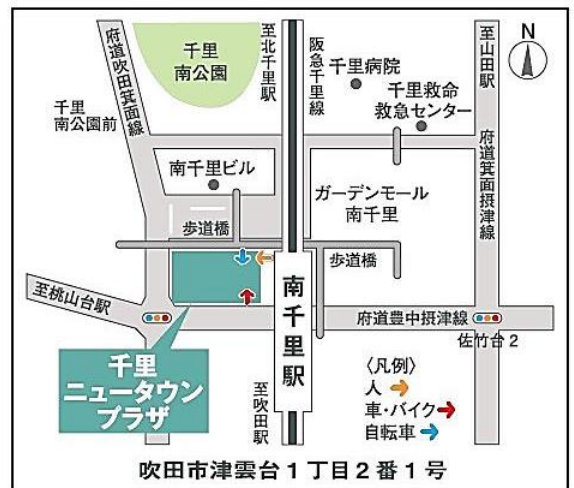 府道吹田箕面線
千里
南公園
至北千里駅
阪急千里線
千里病院
千里救命
救急センター
至山田駅
N
千里
南公園前
南千里ビル
ガーデンモール
南千里
府道箕面摂津線
歩道橋
歩道橋
至桃山台駅
南千里駅
府道豊中摂津線
佐竹台2
千里
ニュータウン
プラザ
至吹田駅
〈凡例〉
人
車・バイク
自転車
吹田市津雲台1丁目2番1号